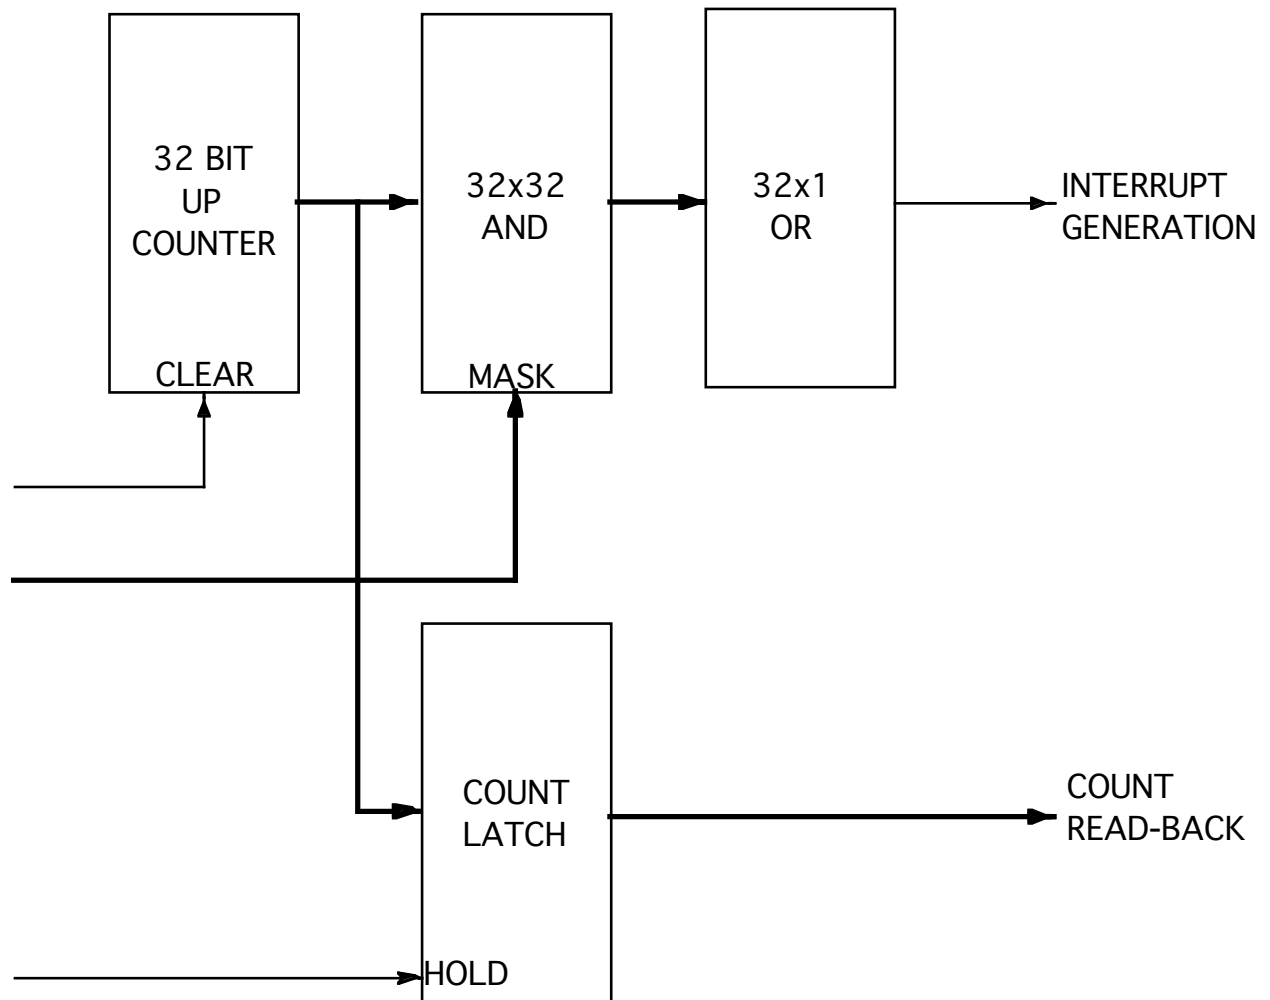 32 BIT
UP
COUNTER
CLEAR
32x32
AND
MASK
32x1
OR
INTERRUPT
GENERATION
COUNT
LATCH
HOLD
COUNT
READ-BACK